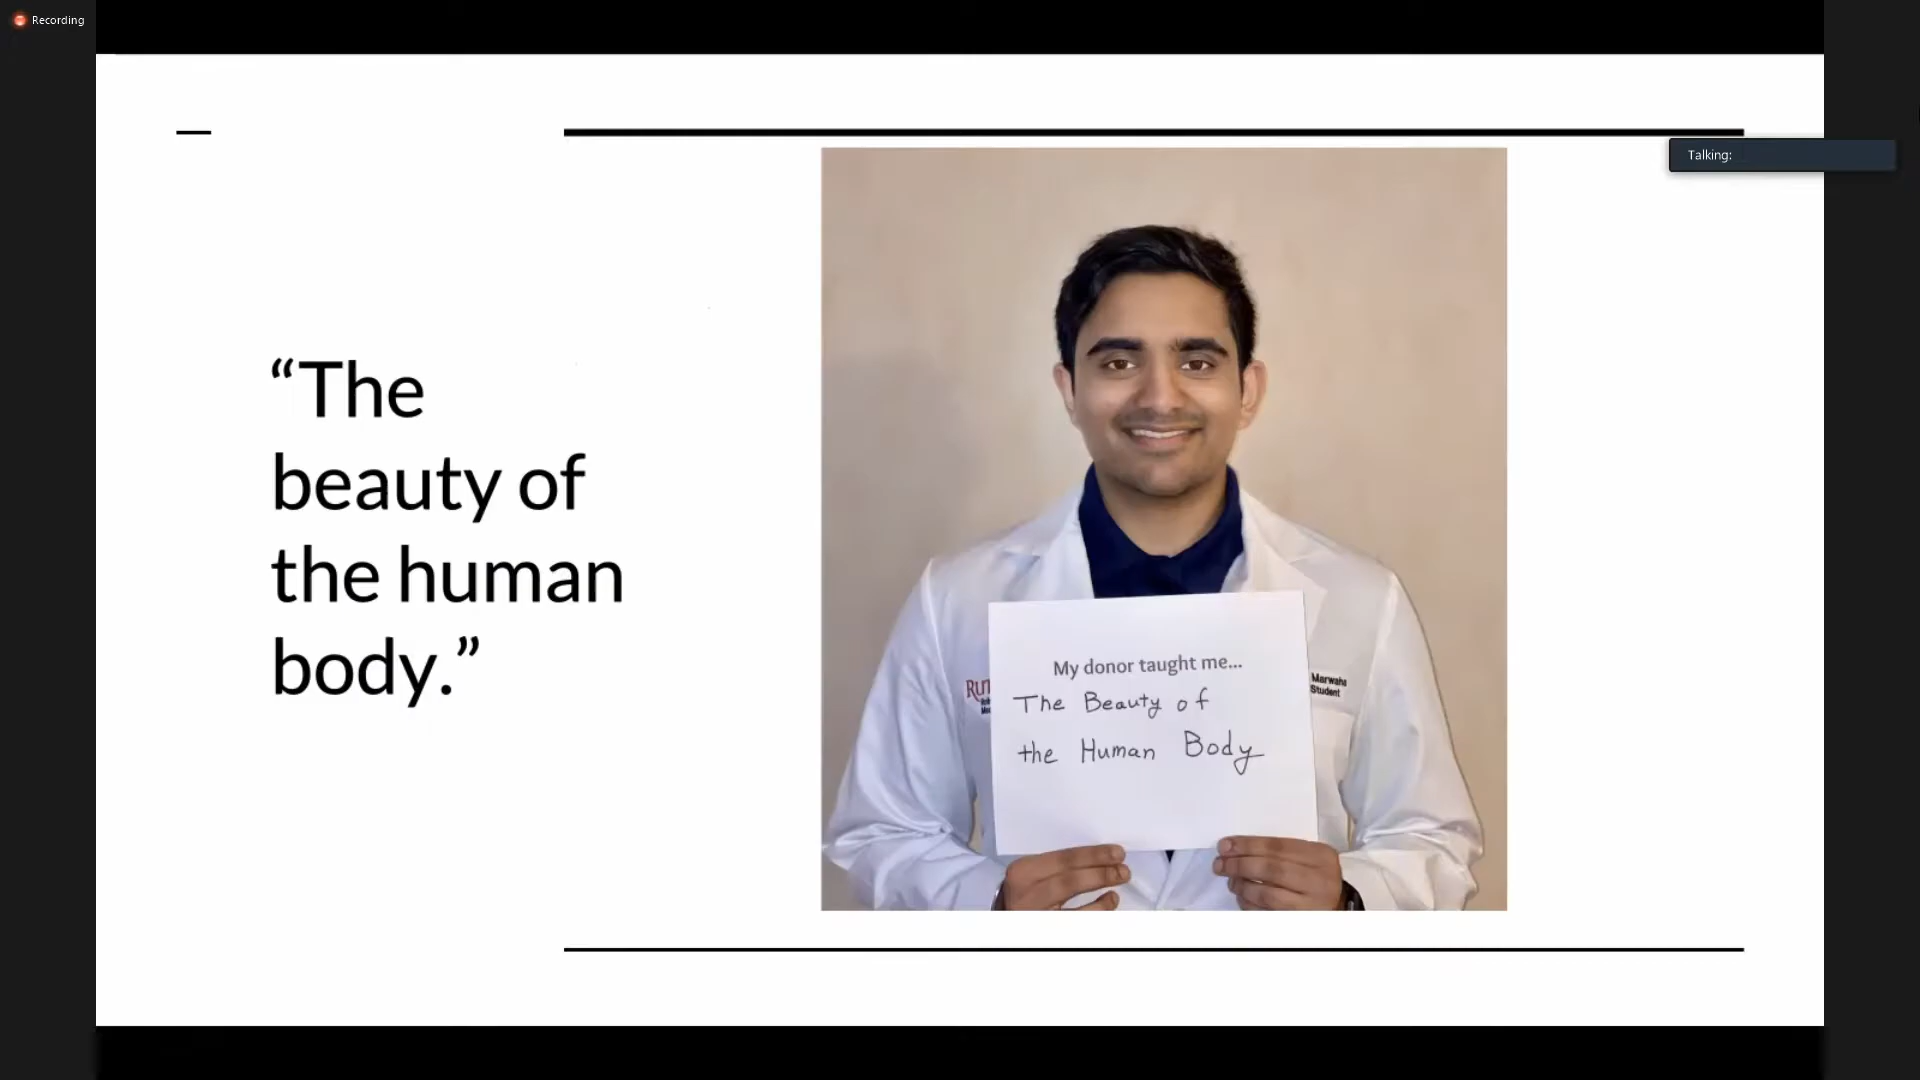 Recording
Talking:
“The
beauty of
the human
body.”
My donor taught me...
The Beauty of
the Human Body
Marwaha
Student